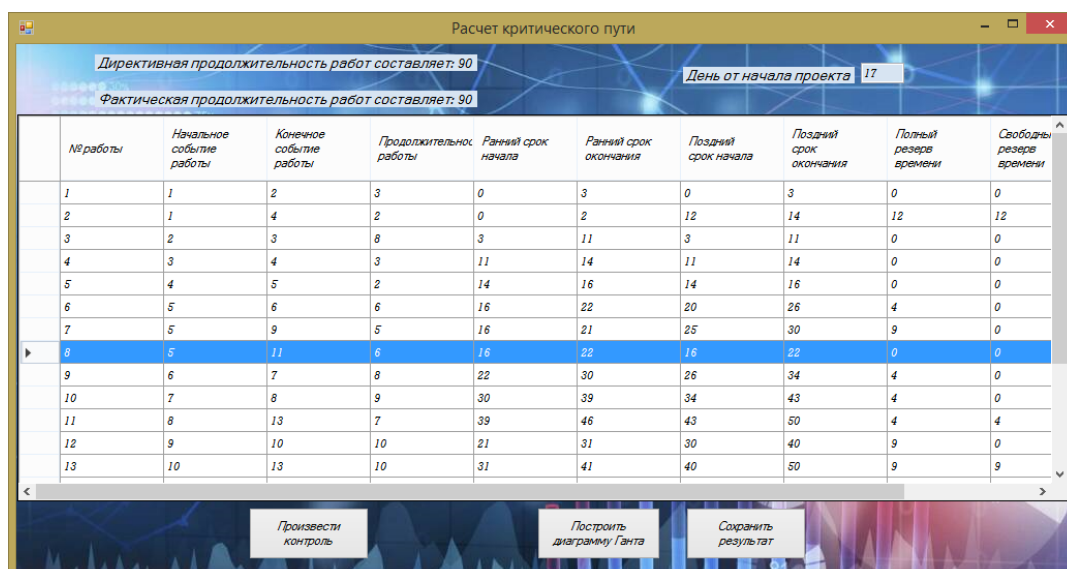 Расчет критического пути
Директивная продолжительность работ составляет: 90
День от начала проекта 17
Фактическая продолжительность работ составляет: 90
№ работы Начальное событие работы Конечное событие работы Продолжительнос работы Ранний срок начала Ранний срок окончания Поздний срок начала Поздний срок окончания Полный резерв времени Свободны резерв времени
1 1 2 3 0 3 0 3 0 0
2 1 4 2 0 2 12 14 12 12
3 2 3 8 3 11 3 11 0 0
4 3 4 3 11 14 11 14 0 0
5 4 5 2 14 16 14 16 0 0
6 5 6 6 16 22 20 26 4 0
7 5 9 5 16 21 25 30 9 0
8 5 11 6 16 22 16 22 0 0
9 6 7 8 22 30 26 34 4 0
10 7 8 9 30 39 34 43 4 0
11 8 13 7 39 46 43 50 4 4
12 9 10 10 21 31 30 40 9 0
13 10 13 10 31 41 40 50 9 9
Произвести контроль
Построить диаграмму Ганта
Сохранить результат